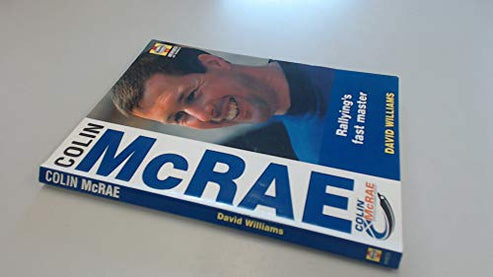 COLIN
McRAE
Rallying's
fast master
DAVID WILLIAMS
COLIN
McRAE
COLIN McRAE
David Williams